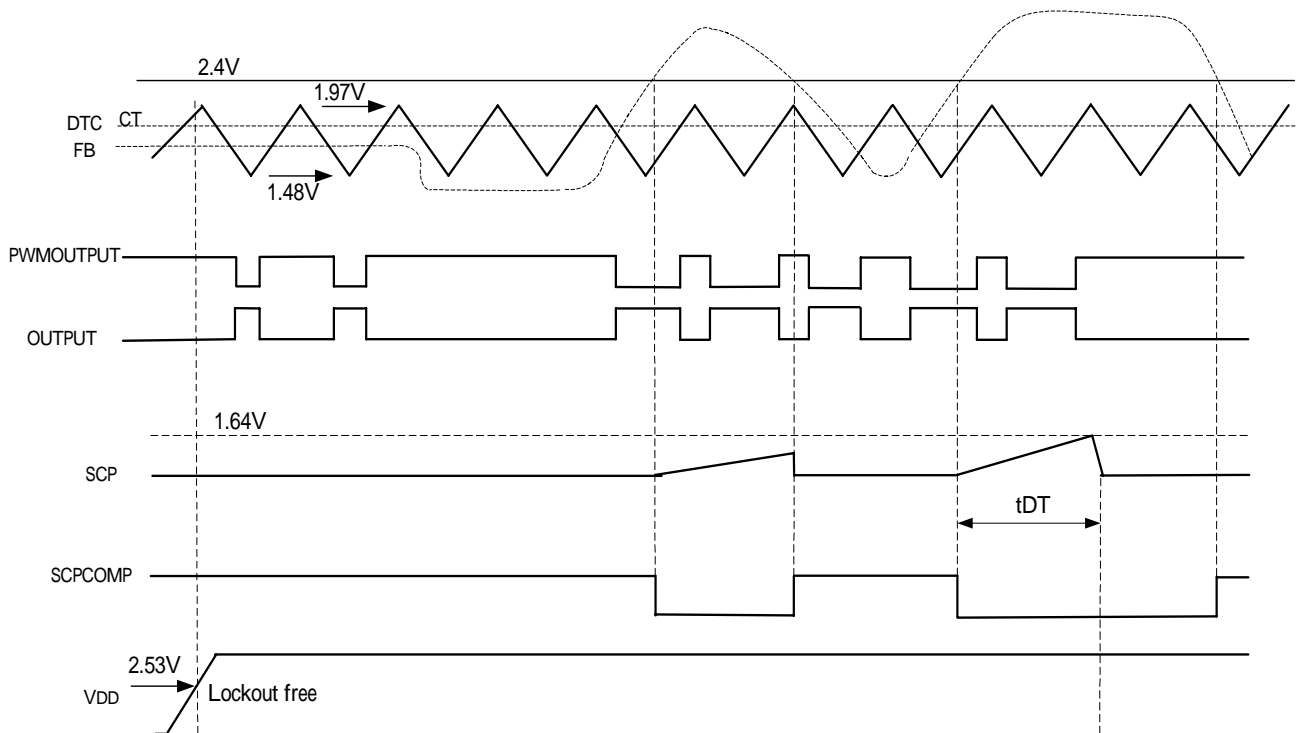 2.4V
1.97V
DTC CT
FB
1.48V
PWMOUTPUT
OUTPUT
1.64V
SCP
tDT
SCPCOMP
2.53V
VDD
Lockout free